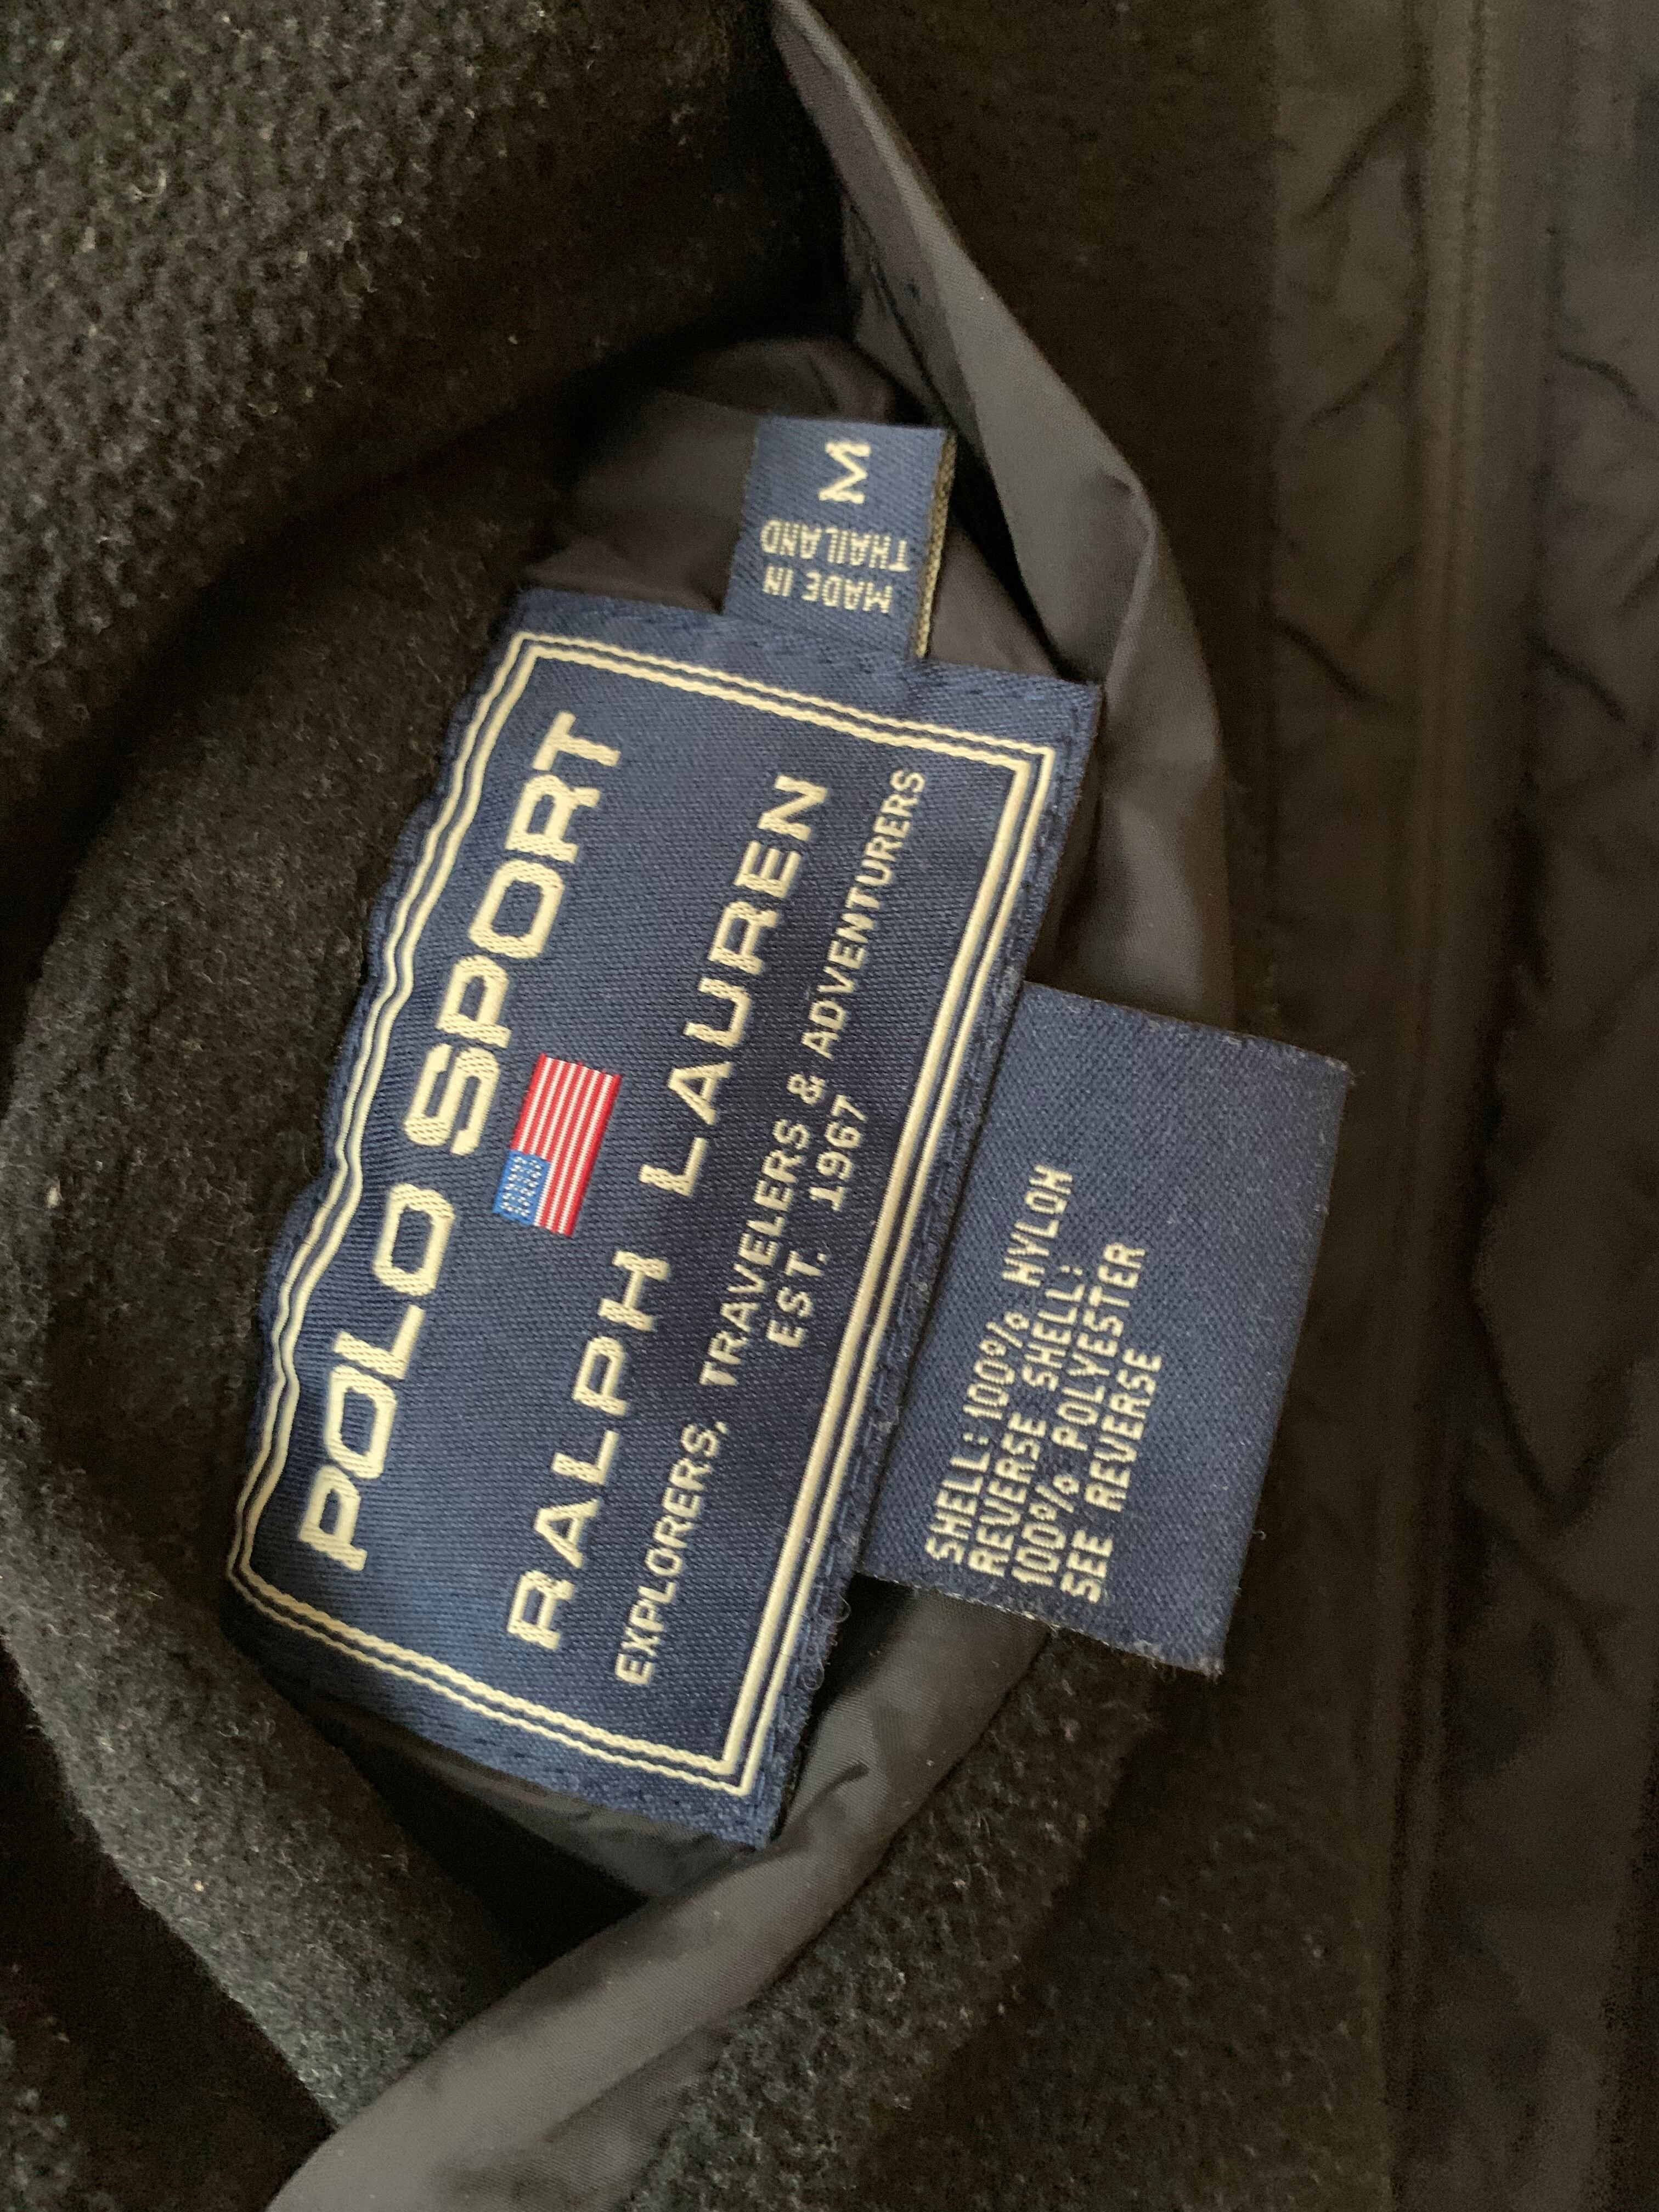 POLO SPORT
RALPH LAUREN
EXPLORERS, TRAVELERS & ADVENTURERS
EST. 1967
M
MADE IN
THAILAND
SHELL: 100% NYLON
REVERSE SHELL:
100% POLYESTER
SEE REVERSE